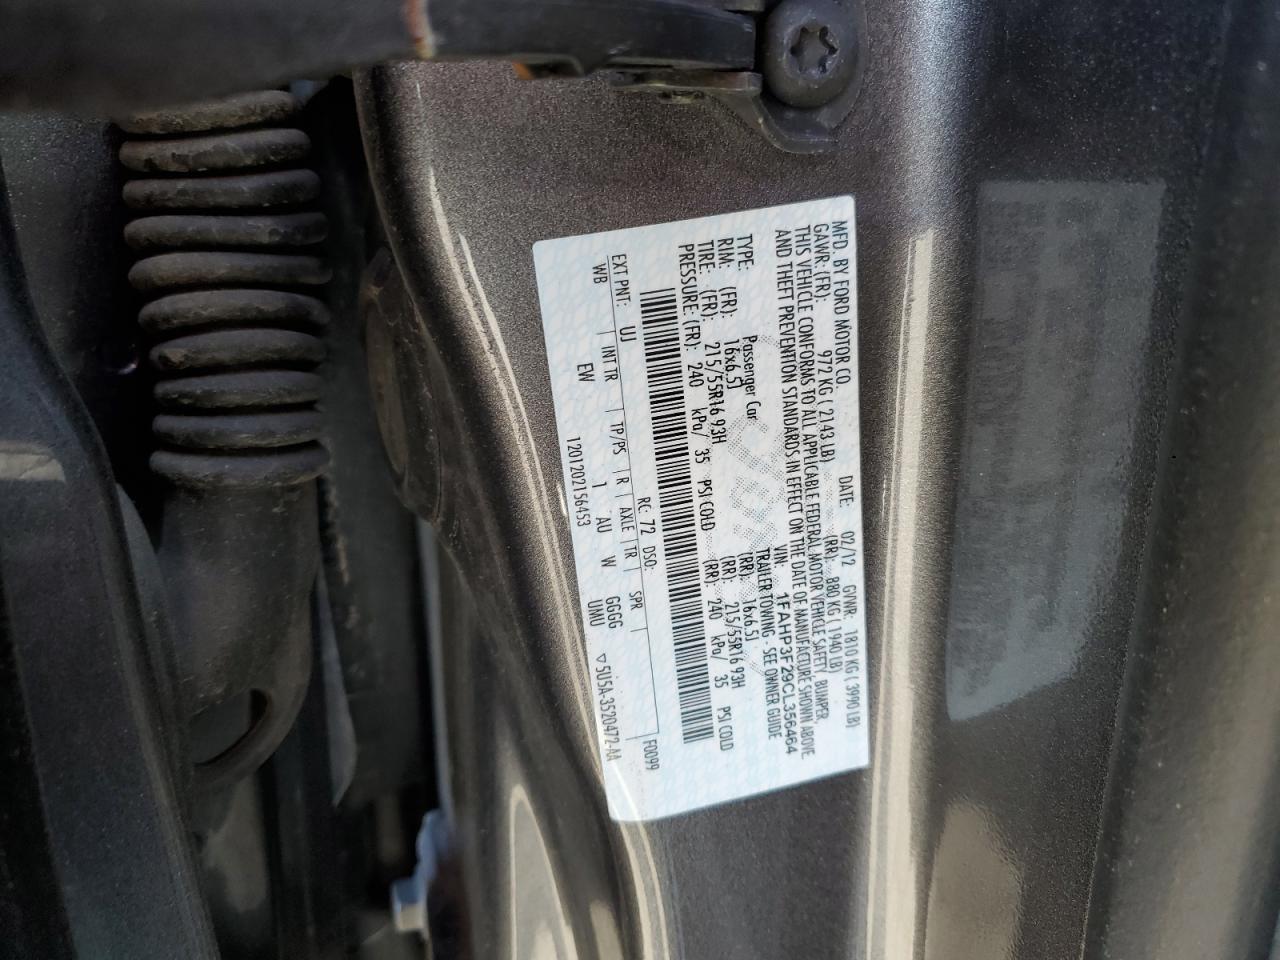 MFD. BY FORD MOTOR CO. DATE: 02/12 GVWR: 1810 KG ( 3990 LB)
GAWR: (FR): 972 KG ( 2143 LB) (RR): 880 KG ( 1940 LB)
THIS VEHICLE CONFORMS TO ALL APPLICABLE FEDERAL MOTOR VEHICLE SAFETY, BUMPER,
AND THEFT PREVENTION STANDARDS IN EFFECT ON THE DATE OF MANUFACTURE SHOWN ABOVE.
VIN: 1FAHP3F29CL356464
TYPE: Passenger Car TRAILER TOWING - SEE OWNER GUIDE
RIM: (FR): 16x6.5J (RR): 16x6.5J
TIRE: (FR): 215/55R16 93H (RR): 215/55R16 93H
PRESSURE: (FR): 240 kPa/ 35 PSI COLD (RR): 240 kPa/ 35 PSI COLD
RC: 72 DSO: F0099
EXT PNT: UJ
WB INT TR TP/PS R AXLE TR SPR
EW 1 AU W GGGG
1201202156453 UMU ▽5U5A-3520472-AA